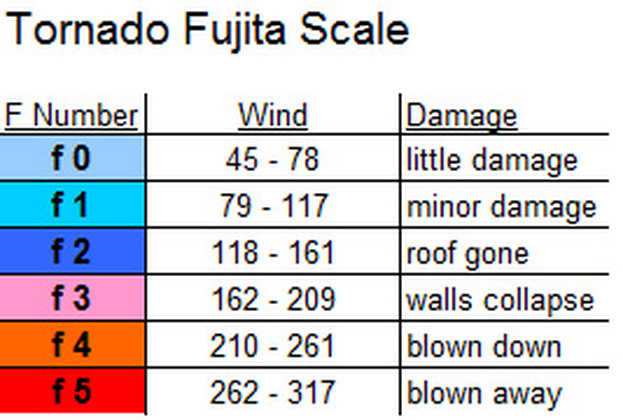 Tornado Fujita Scale
F Number Wind Damage
f 0 45 - 78 little damage
f 1 79 - 117 minor damage
f 2 118 - 161 roof gone
f 3 162 - 209 walls collapse
f 4 210 - 261 blown down
f 5 262 - 317 blown away